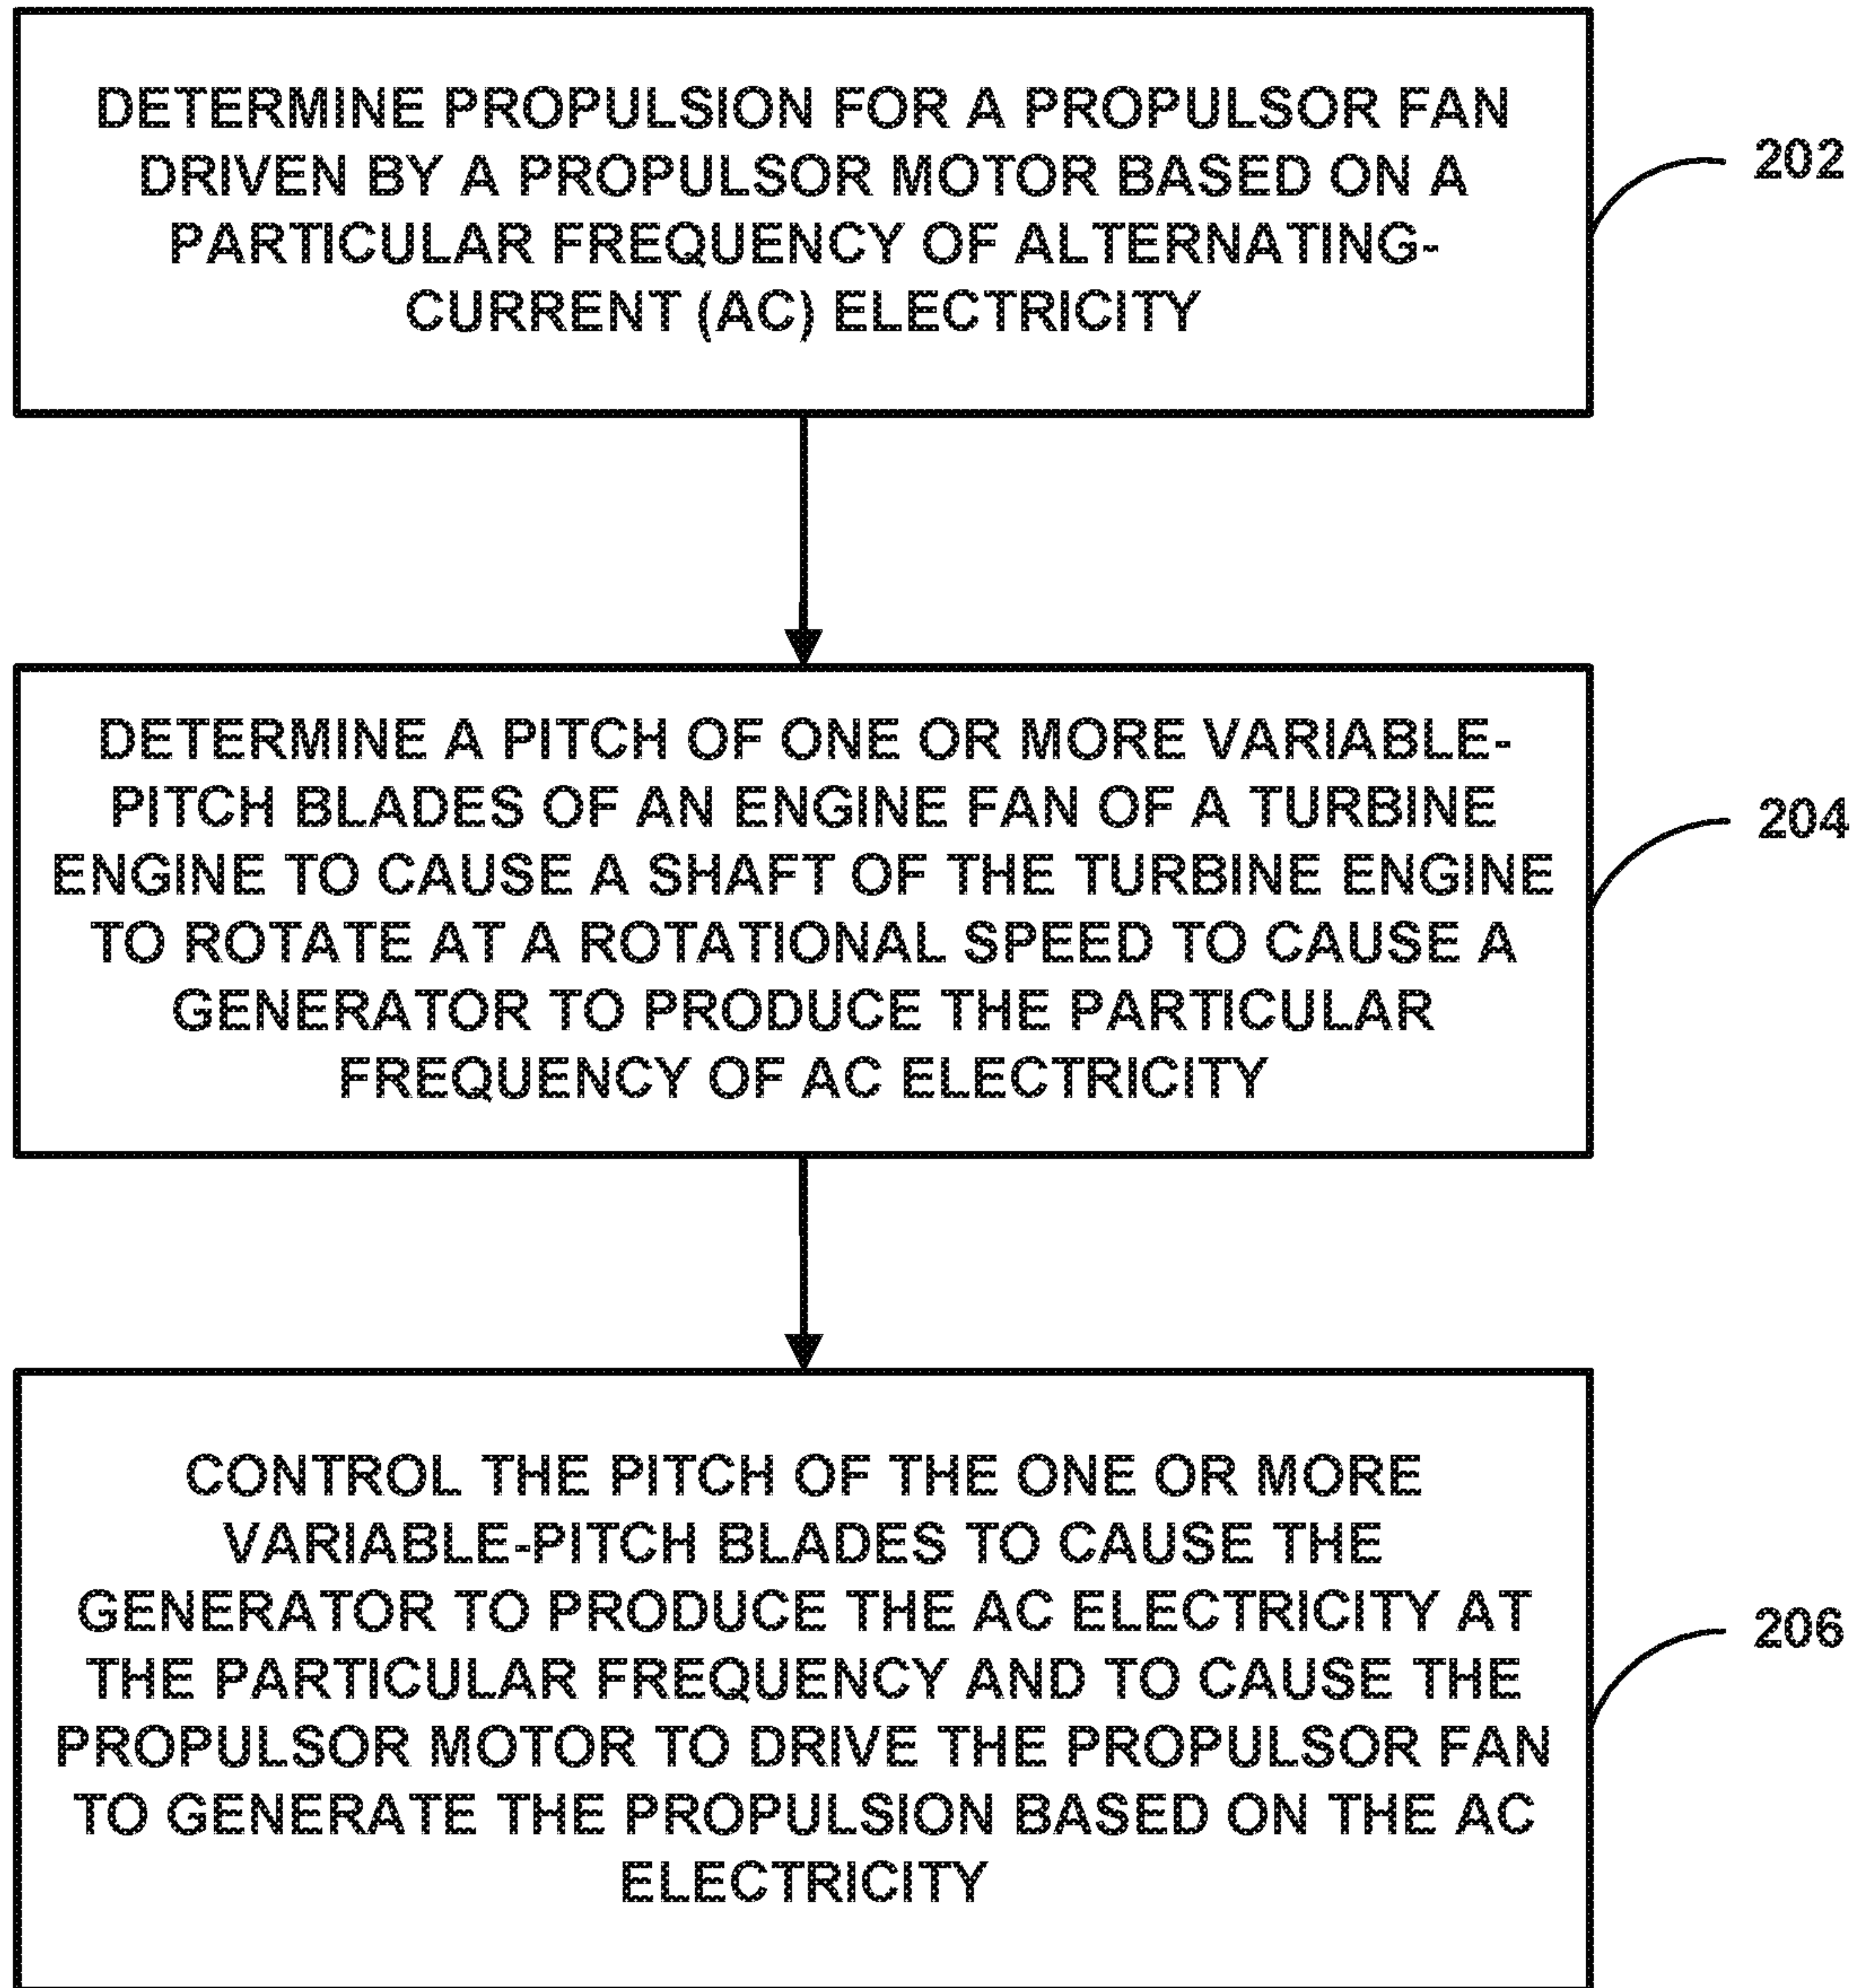 DETERMINE PROPULSION FOR A PROPULSOR FAN
DRIVEN BY A PROPULSOR MOTOR BASED ON A
PARTICULAR FREQUENCY OF ALTERNATING-
CURRENT (AC) ELECTRICITY
202
DETERMINE A PITCH OF ONE OR MORE VARIABLE-
PITCH BLADES OF AN ENGINE FAN OF A TURBINE
ENGINE TO CAUSE A SHAFT OF THE TURBINE ENGINE
TO ROTATE AT A ROTATIONAL SPEED TO CAUSE A
GENERATOR TO PRODUCE THE PARTICULAR
FREQUENCY OF AC ELECTRICITY
204
CONTROL THE PITCH OF THE ONE OR MORE
VARIABLE-PITCH BLADES TO CAUSE THE
GENERATOR TO PRODUCE THE AC ELECTRICITY AT
THE PARTICULAR FREQUENCY AND TO CAUSE THE
PROPULSOR MOTOR TO DRIVE THE PROPULSOR FAN
TO GENERATE THE PROPULSION BASED ON THE AC
ELECTRICITY
206